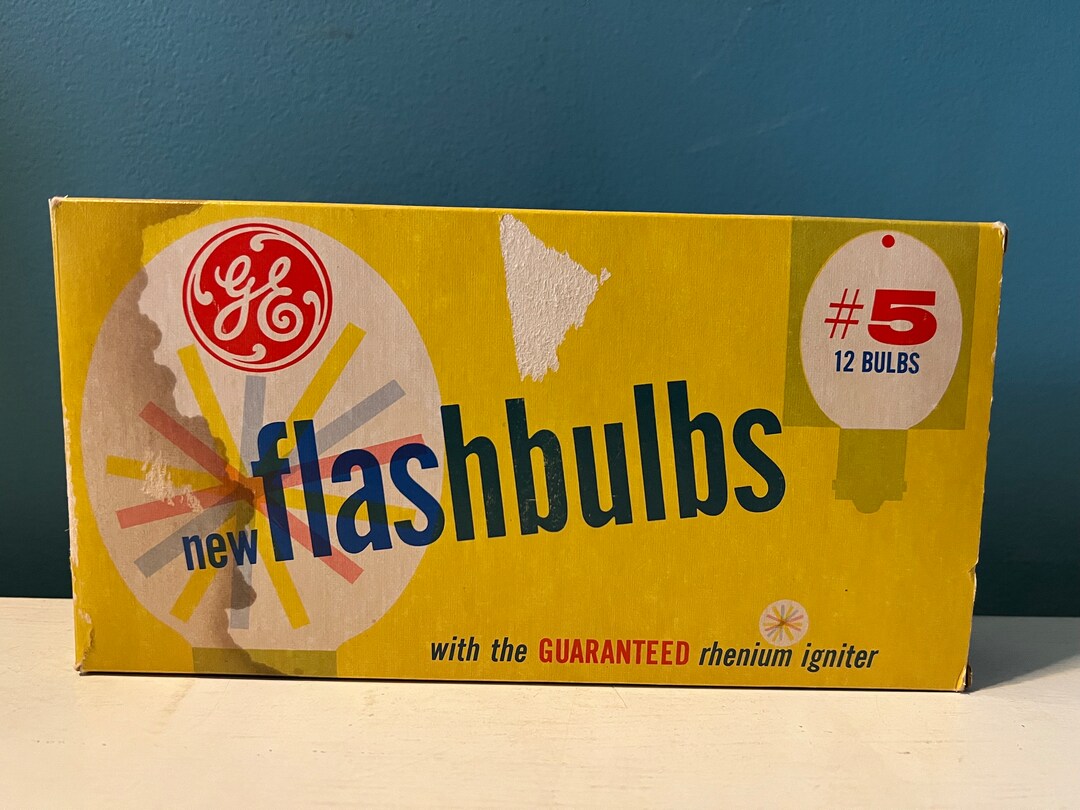 GE
#5
12 BULBS
new flashbulbs
with the GUARANTEED rhenium igniter